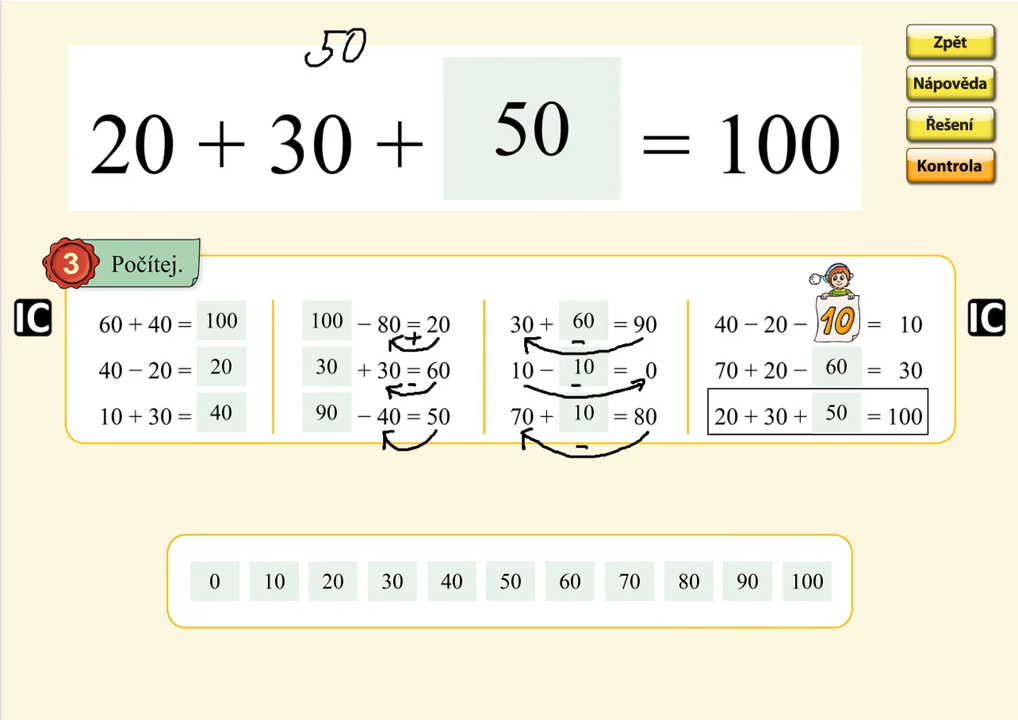 50
20 + 30 + 50 = 100
Zpět
Nápověda
Řešení
Kontrola
3 Počítej.
IC
60 + 40 = 100
40 − 20 = 20
10 + 30 = 40
100 − 80 = 20
+
30 + 30 = 60
-
90 − 40 = 50
30 + 60 = 90
-
10 − 10 = 0
-
70 + 10 = 80
-
40 − 20 − 10 = 10
70 + 20 − 60 = 30
20 + 30 + 50 = 100
IC
0 10 20 30 40 50 60 70 80 90 100